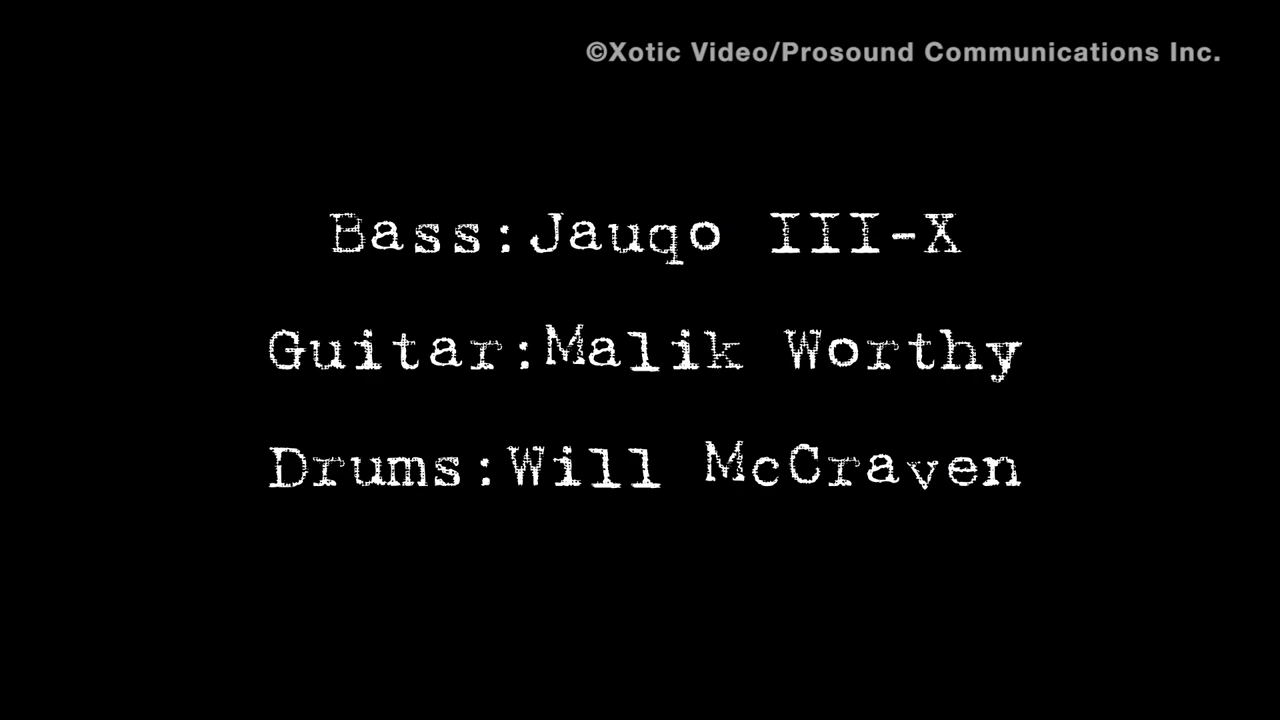 ©Xotic Video/Prosound Communications Inc.
Bass:Jauqo III-X
Guitar:Malik Worthy
Drums:Will McCraven